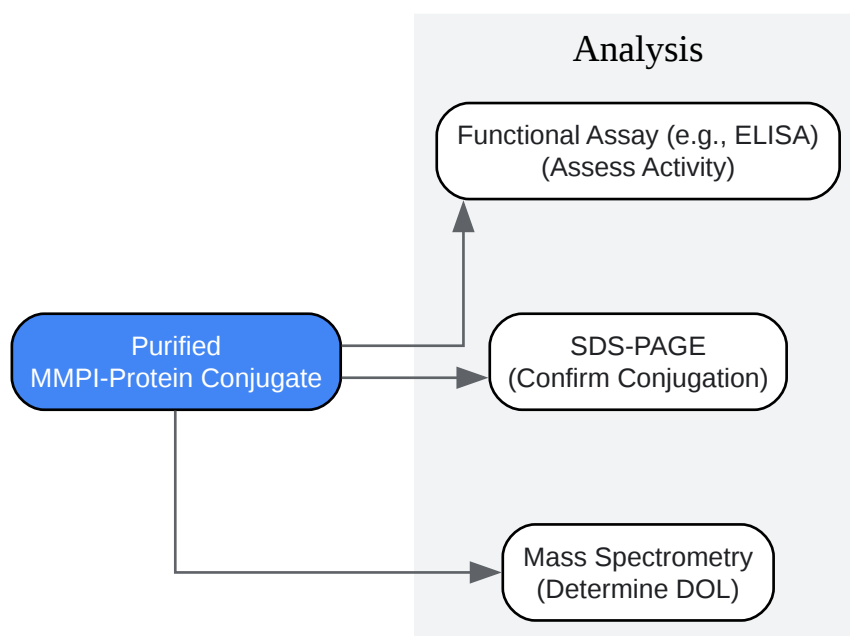 Analysis
Functional Assay (e.g., ELISA)
(Assess Activity)
Purified
MMPI-Protein Conjugate
SDS-PAGE
(Confirm Conjugation)
Mass Spectrometry
(Determine DOL)